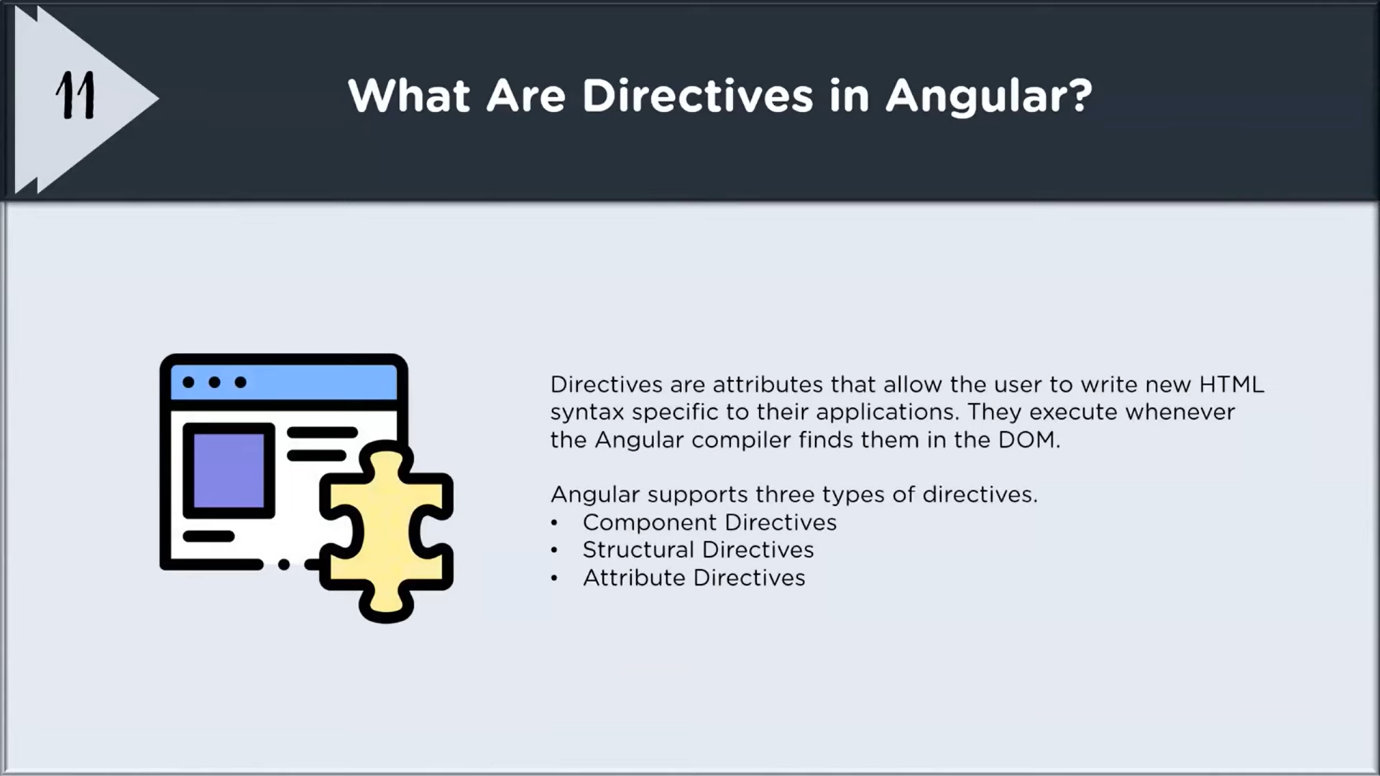 11
What Are Directives in Angular?
Directives are attributes that allow the user to write new HTML
syntax specific to their applications. They execute whenever
the Angular compiler finds them in the DOM.
Angular supports three types of directives.
• Component Directives
• Structural Directives
• Attribute Directives